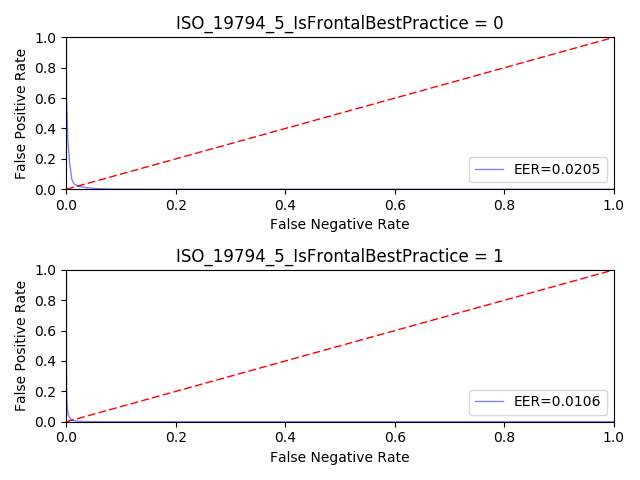 ISO_19794_5_IsFrontalBestPractice = 0
1.0
0.8
0.6
0.4
0.2
0.0
False Positive Rate
EER=0.0205
0.0 0.2 0.4 0.6 0.8 1.0
False Negative Rate
ISO_19794_5_IsFrontalBestPractice = 1
1.0
0.8
0.6
0.4
0.2
0.0
False Positive Rate
EER=0.0106
0.0 0.2 0.4 0.6 0.8 1.0
False Negative Rate